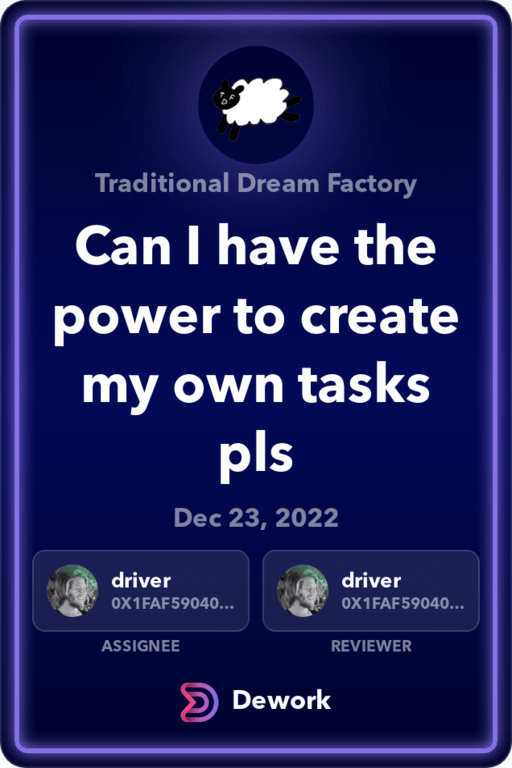 Traditional Dream Factory
Can I have the
power to create
my own tasks
pls
Dec 23, 2022
driver
0X1FAF59040...
ASSIGNEE
driver
0X1FAF59040...
REVIEWER
Dework